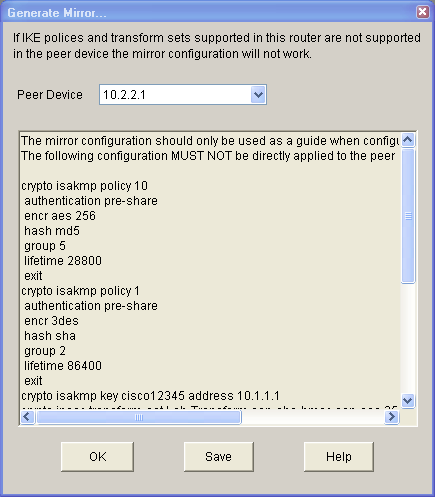 Generate Mirror...
If IKE polices and transform sets supported in this router are not supported
in the peer device the mirror configuration will not work.
Peer Device 10.2.2.1
The mirror configuration should only be used as a guide when
The following configuration MUST NOT be directly applied to the peer
crypto isakmp policy 10
authentication pre-share
encr aes 256
hash md5
group 5
lifetime 28800
exit
crypto isakmp policy 1
authentication pre-share
encr 3des
hash sha
group 2
lifetime 86400
exit
crypto isakmp key cisco12345 address 10.1.1.1
OK Save Help